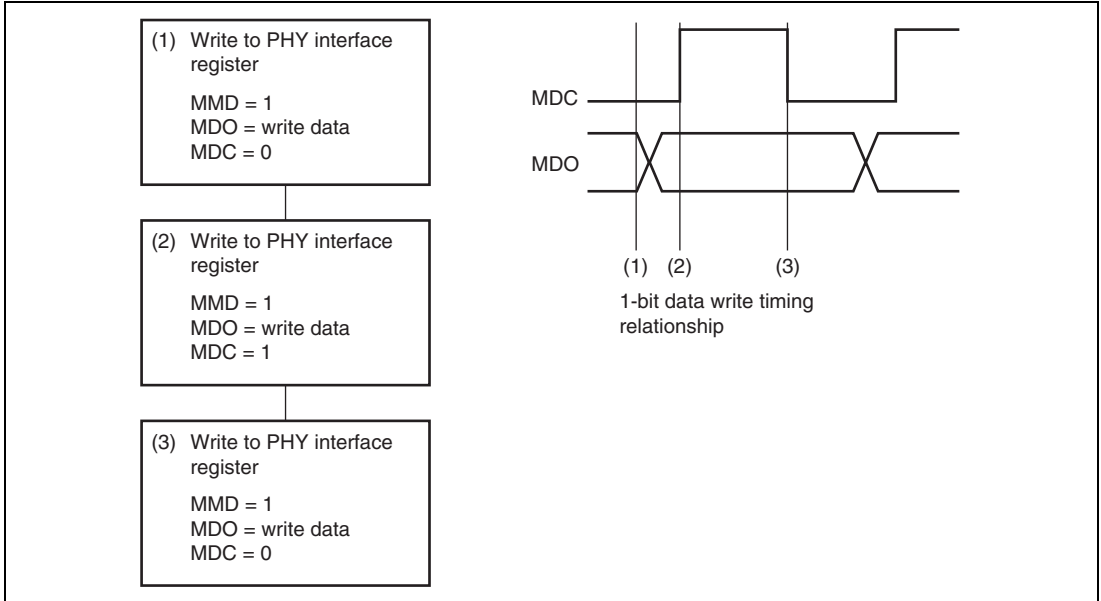 (1) Write to PHY interface
register
MMD = 1
MDO = write data
MDC = 0
(2) Write to PHY interface
register
MMD = 1
MDO = write data
MDC = 1
(3) Write to PHY interface
register
MMD = 1
MDO = write data
MDC = 0
MDC
MDO
(1) (2) (3)
1-bit data write timing
relationship